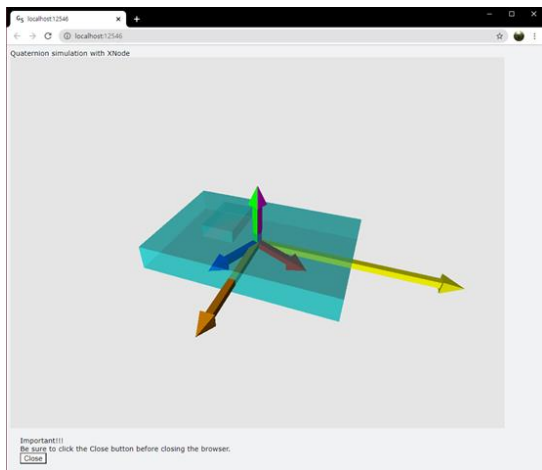 GS localhost:12546
localhost:12546
Quaternion simulation with XNode
Important!!!
Be sure to click the Close button before closing the browser.
Close